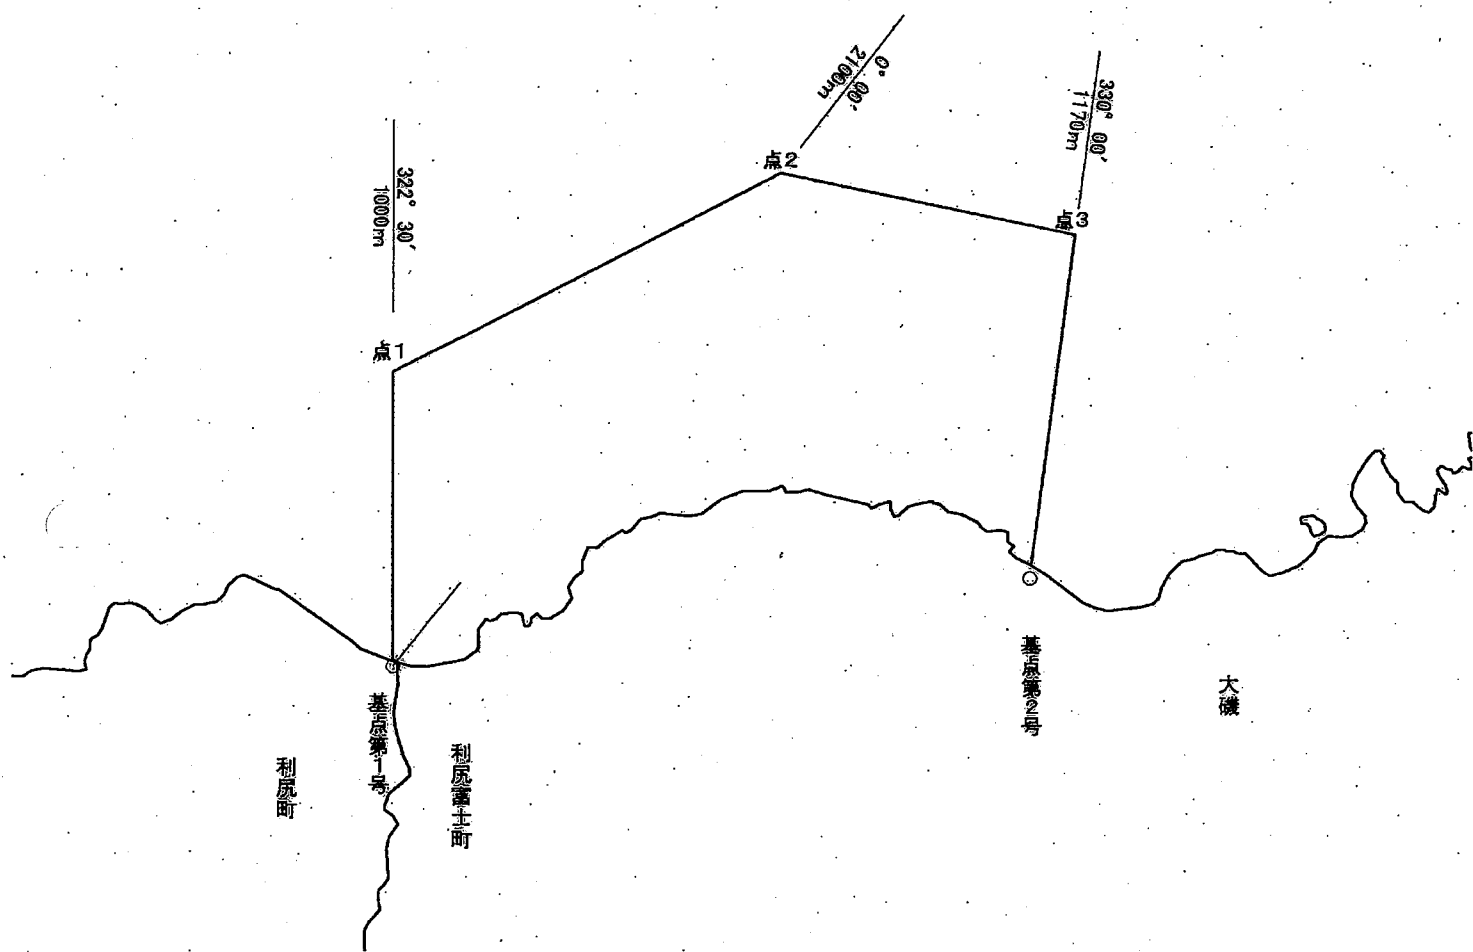 0° 00′
2100m
330° 00′
1170m
322° 30′
1000m
点2
点3
点1
基点第1号
基点第2号
大磯
利尻町
利尻富士町